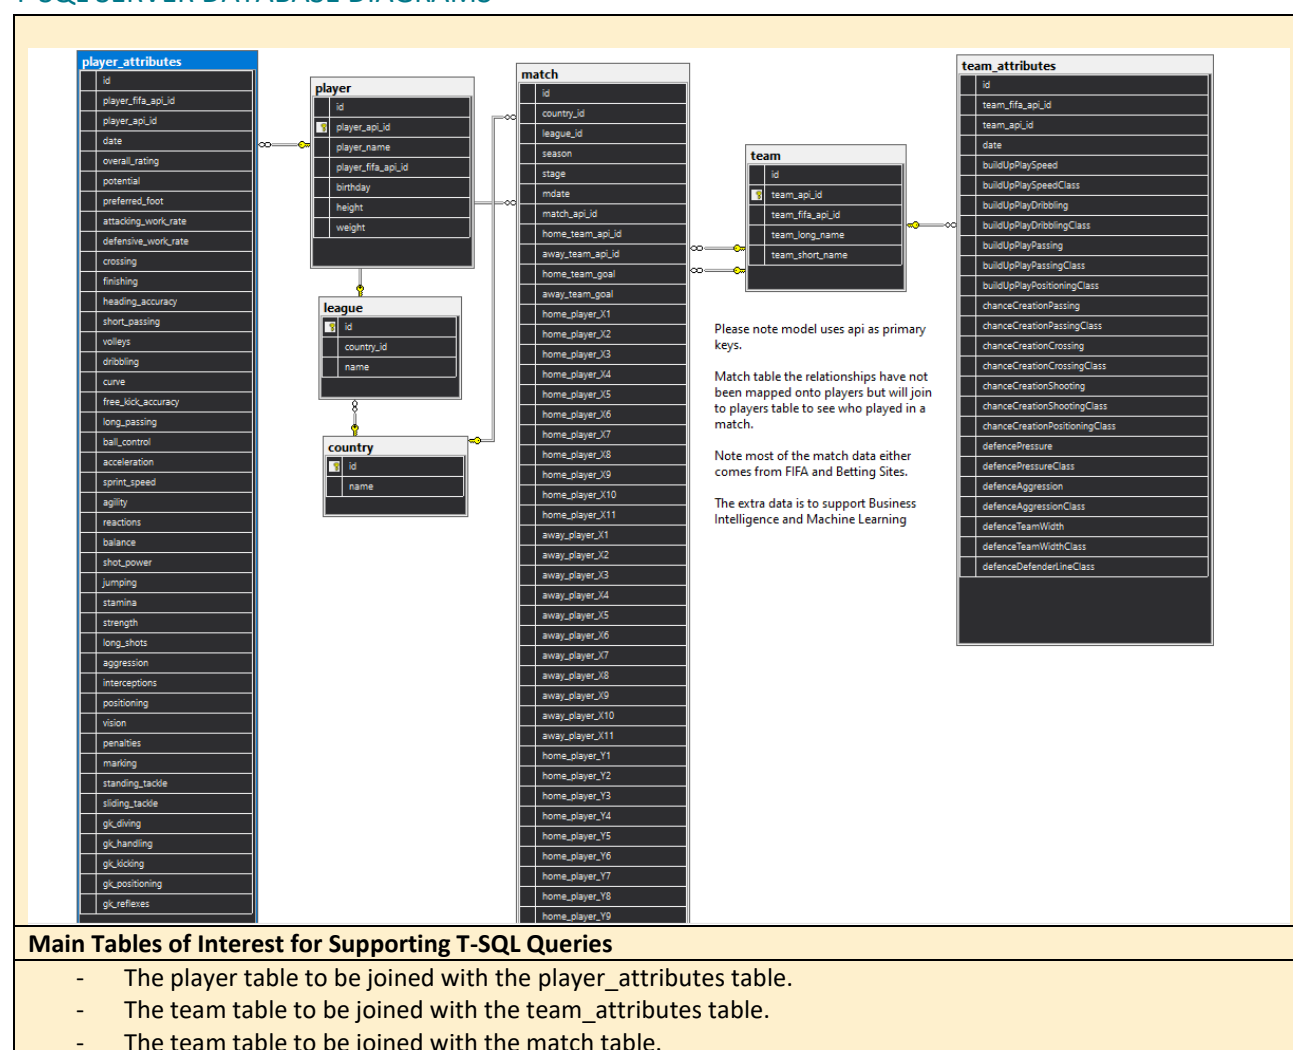 player_attributes
id
player_fifa_api_id
player_api_id
date
overall_rating
potential
preferred_foot
attacking_work_rate
defensive_work_rate
crossing
finishing
heading_accuracy
short_passing
volleys
dribbling
curve
free_kick_accuracy
long_passing
ball_control
acceleration
sprint_speed
agility
reactions
balance
shot_power
jumping
stamina
strength
long_shots
aggression
interceptions
positioning
vision
penalties
marking
standing_tackle
sliding_tackle
gk_diving
gk_handling
gk_kicking
gk_positioning
gk_reflexes
player
id
player_api_id
player_name
player_fifa_api_id
birthday
height
weight
league
id
country_id
name
country
id
name
match
id
country_id
league_id
season
stage
mdate
match_api_id
home_team_api_id
away_team_api_id
home_team_goal
away_team_goal
home_player_X1
home_player_X2
home_player_X3
home_player_X4
home_player_X5
home_player_X6
home_player_X7
home_player_X8
home_player_X9
home_player_X10
home_player_X11
away_player_X1
away_player_X2
away_player_X3
away_player_X4
away_player_X5
away_player_X6
away_player_X7
away_player_X8
away_player_X9
away_player_X10
away_player_X11
home_player_Y1
home_player_Y2
home_player_Y3
home_player_Y4
home_player_Y5
home_player_Y6
home_player_Y7
home_player_Y8
home_player_Y9
team
id
team_api_id
team_fifa_api_id
team_long_name
team_short_name
Please note model uses api as primary
keys.
Match table the relationships have not
been mapped onto players but will join
to players table to see who played in a
match.
Note most of the match data either
comes from FIFA and Betting Sites.
The extra data is to support Business
Intelligence and Machine Learning
team_attributes
id
team_fifa_api_id
team_api_id
date
buildUpPlaySpeed
buildUpPlaySpeedClass
buildUpPlayDribbling
buildUpPlayDribblingClass
buildUpPlayPassing
buildUpPlayPassingClass
buildUpPlayPositioningClass
chanceCreationPassing
chanceCreationPassingClass
chanceCreationCrossing
chanceCreationCrossingClass
chanceCreationShooting
chanceCreationShootingClass
chanceCreationPositioningClass
defencePressure
defencePressureClass
defenceAggression
defenceAggressionClass
defenceTeamWidth
defenceTeamWidthClass
defenceDefenderLineClass
Main Tables of Interest for Supporting T-SQL Queries
- The player table to be joined with the player_attributes table.
- The team table to be joined with the team_attributes table.
- The team table to be joined with the match table.